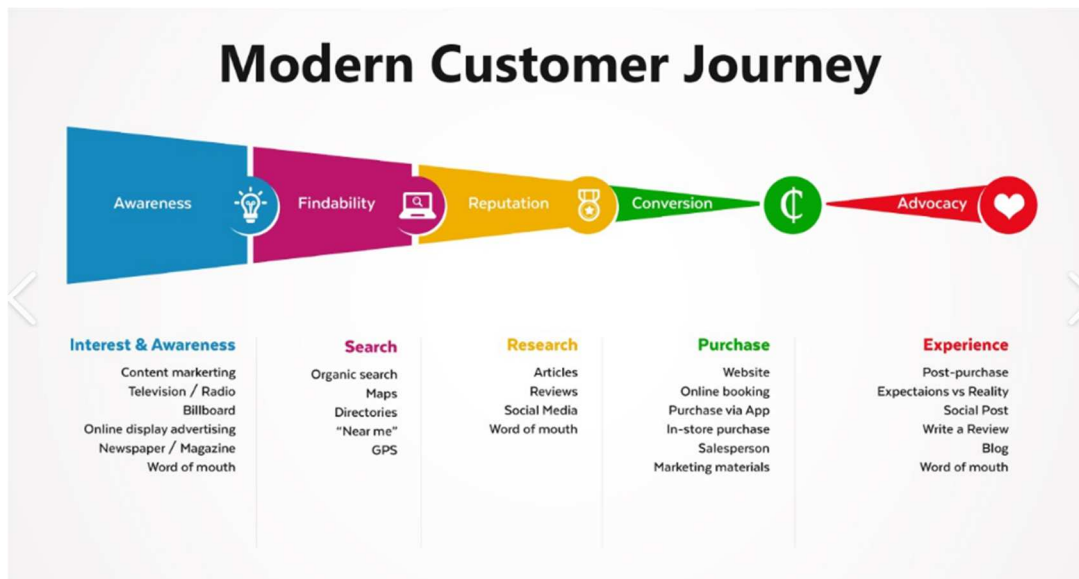 Modern Customer Journey
Awareness
Findability
Reputation
Conversion
₵
Advocacy
Interest & Awareness
Content markerting
Television / Radio
Billboard
Online display advertising
Newspaper / Magazine
Word of mouth
Search
Organic search
Maps
Directories
“Near me”
GPS
Research
Articles
Reviews
Social Media
Word of mouth
Purchase
Website
Online booking
Purchase via App
In-store purchase
Salesperson
Marketing materials
Experience
Post-purchase
Expectaions vs Reality
Social Post
Write a Review
Blog
Word of mouth